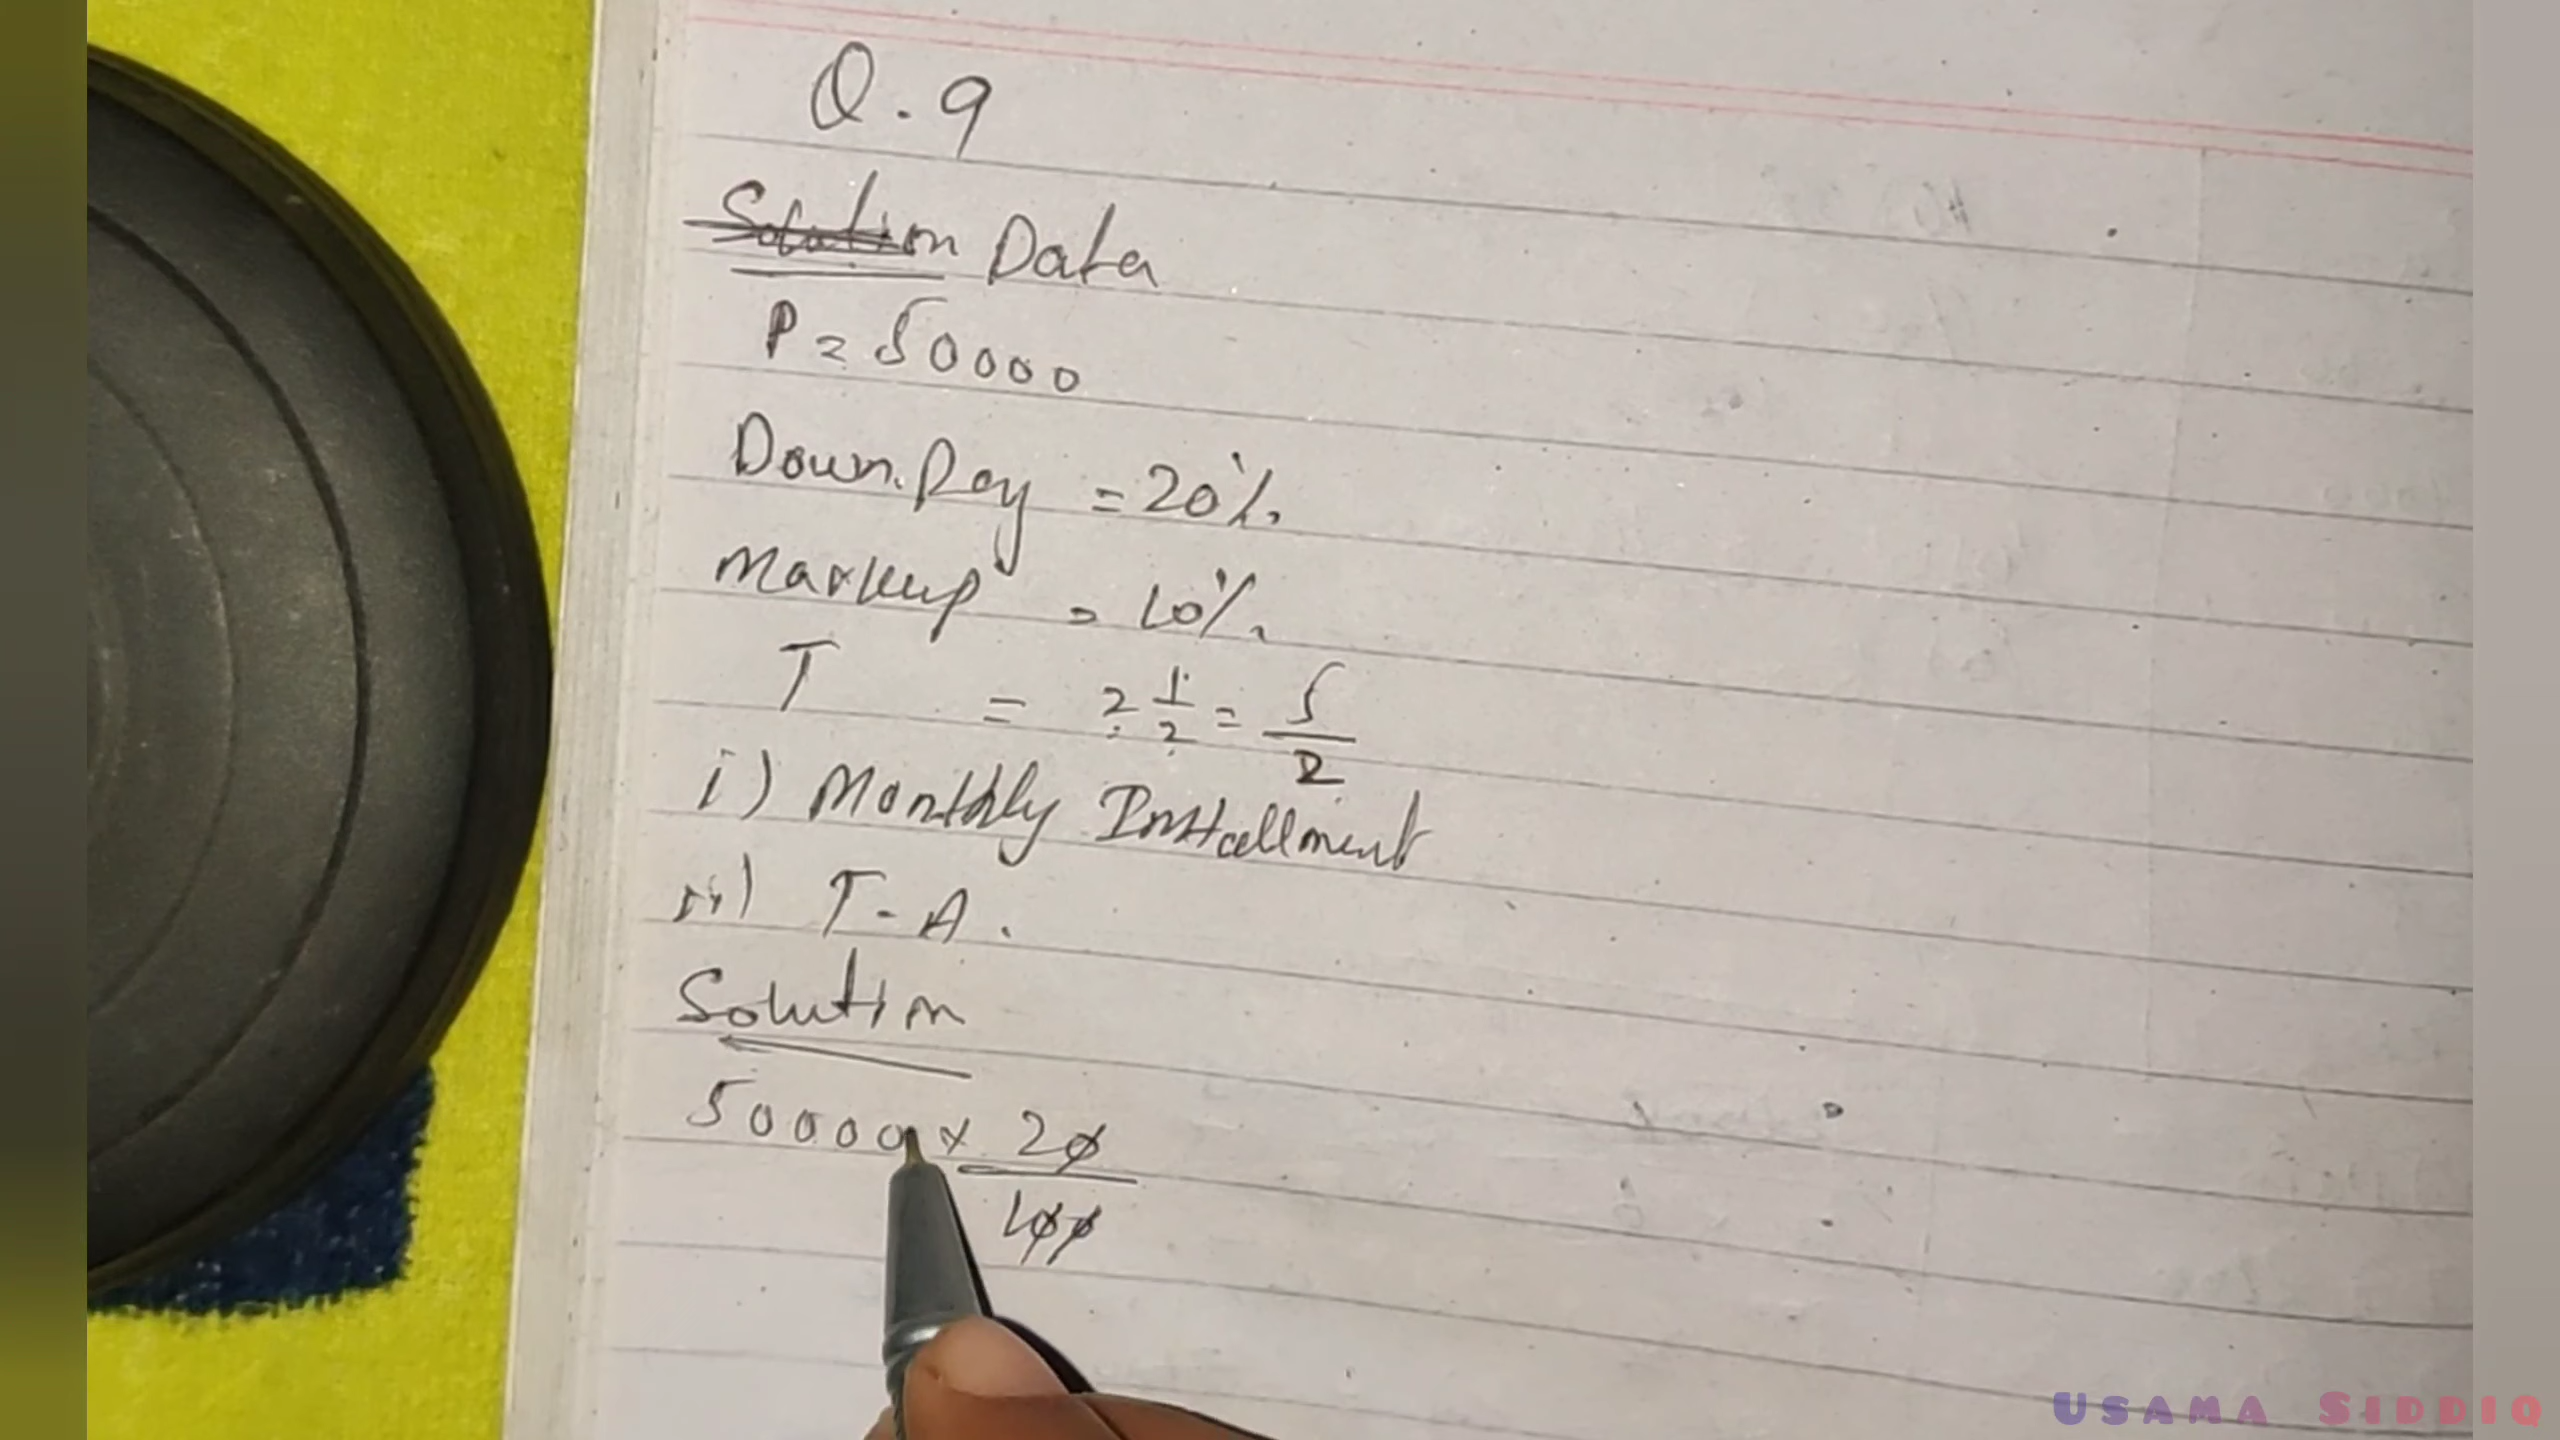 Q.9
Solution Data
P = 50000
Down.Pay = 20%.
Markup = 10%.
T = 2 1/2 = 5/2
i) Monthly Installment
ii) T-A.
Solution
50000 × 20/100
USAMA SIDDIQ